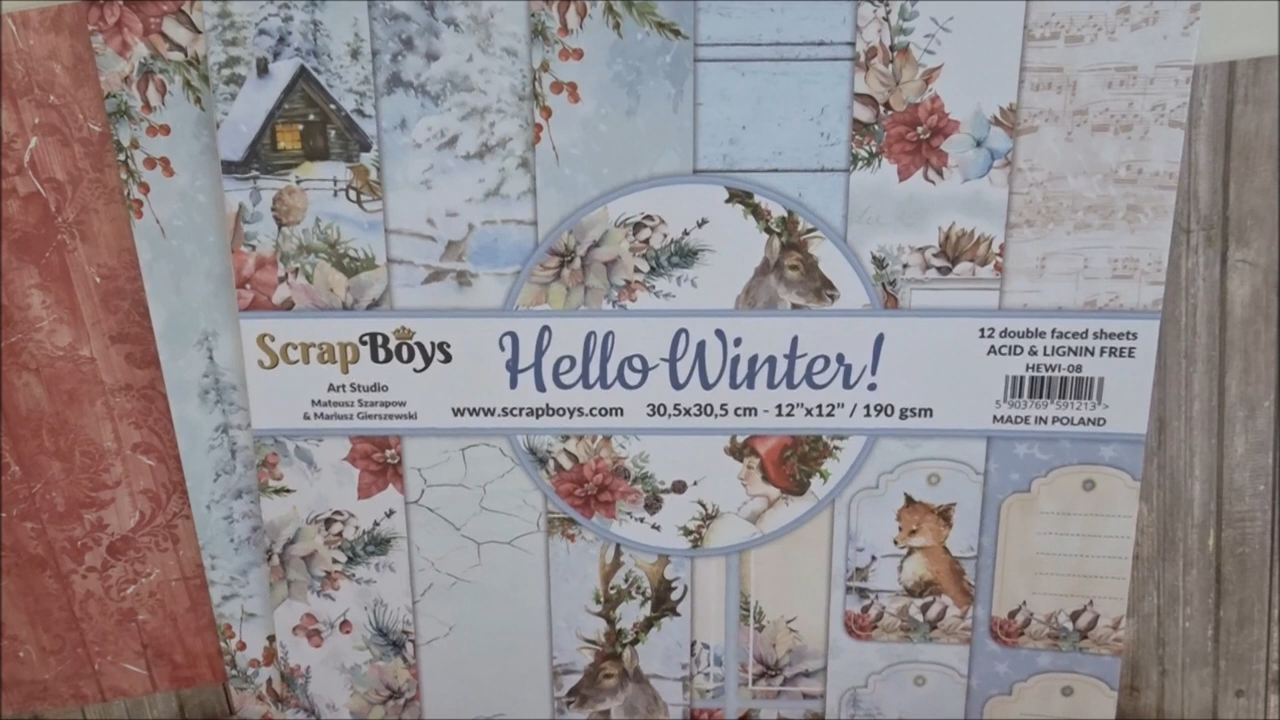 ScrapBoys
Art Studio
Mateusz Szarapow
& Mariusz Gierszewski
Hello Winter!
www.scrapboys.com 30,5x30,5 cm - 12”x12” / 190 gsm
12 double faced sheets
ACID & LIGNIN FREE
HEWI-08
5 903769 591213 >
MADE IN POLAND